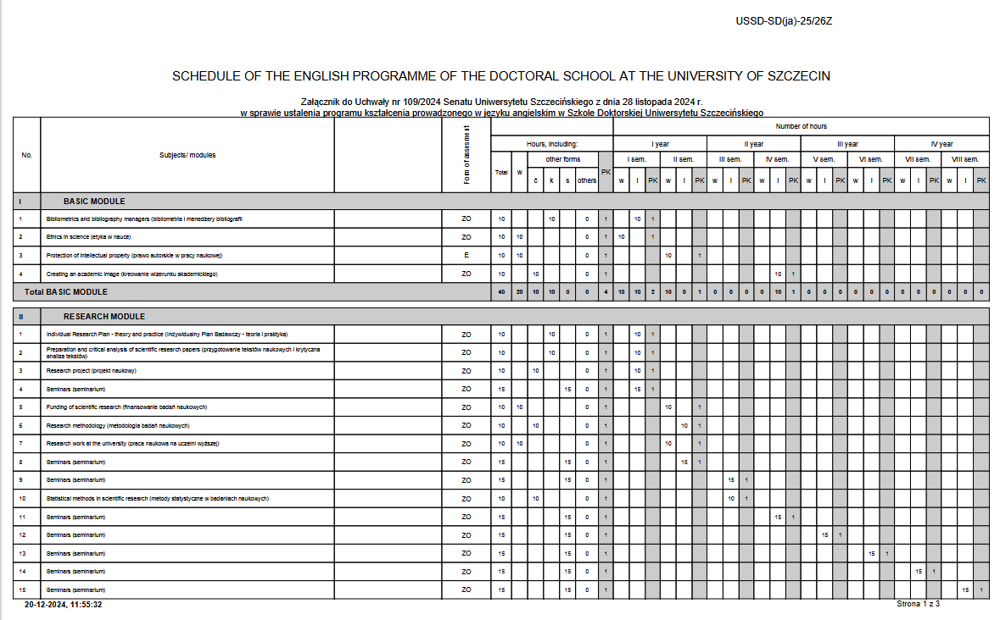 USSD-SD(ja)-25/26Z
SCHEDULE OF THE ENGLISH PROGRAMME OF THE DOCTORAL SCHOOL AT THE UNIVERSITY OF SZCZECIN
Załącznik do Uchwały nr 109/2024 Senatu Uniwersytetu Szczecińskiego z dnia 28 listopada 2024 r.
w sprawie ustalenia programu kształcenia prowadzonego w języku angielskim w Szkole Doktorskiej Uniwersytetu Szczecińskiego
No. Subjects/ modules Form of assesment Hours, including: Number of hours
I year II year III year IV year
Total w other forms PK I sem. II sem. III sem. IV sem. V sem. VI sem. VII sem. VIII sem.
ć k s others w l PK w l PK w l PK w l PK w l PK w l PK w l PK w l PK
I BASIC MODULE
1 Bibliometrics and bibliography managers (bibliometria i menedżery bibliografii ZO 10 10 0 1 10 1
2 Ethics in science (etyka w nauce) ZO 10 10 0 1 10 1
3 Protection of intellectual property (prawo autorskie w pracy naukowej) E 10 10 0 1 10 1
4 Creating an academic image (kreowanie wizerunku akademickiego) ZO 10 10 0 1 10 1
Total BASIC MODULE 40 20 10 10 0 0 4 10 10 2 10 0 1 0 0 0 0 10 1 0 0 0 0 0 0 0 0 0 0 0 0
II RESEARCH MODULE
1 Individual Research Plan - theory and practice (Indywidualny Plan Badawczy - teoria i praktyka) ZO 10 10 0 1 10 1
2 Preparation and critical analysis of scientific research papers (przygotowanie tekstów naukowych i krytyczna analiza tekstów) ZO 10 10 0 1 10 1
3 Research project (projekt naukowy) ZO 10 10 0 1 10 1
4 Seminars (seminarium) ZO 15 15 0 1 15 1
5 Funding of scientific research (finansowanie badań naukowych) ZO 10 10 0 1 10 1
6 Research methodology (metodologia badań naukowych) ZO 10 10 0 1 10 1
7 Research work at the university (praca naukowa na uczelni wyższej) ZO 10 10 0 1 10 1
8 Seminars (seminarium) ZO 15 15 0 1 15 1
9 Seminars (seminarium) ZO 15 15 0 1 15 1
10 Statistical methods in scientific research (metody statystyczne w badaniach naukowych) ZO 10 10 0 1 10 1
11 Seminars (seminarium) ZO 15 15 0 1 15 1
12 Seminars (seminarium) ZO 15 15 0 1 15 1
13 Seminars (seminarium) ZO 15 15 0 1 15 1
14 Seminars (seminarium) ZO 15 15 0 1 15 1
15 Seminars (seminarium) ZO 15 15 0 1 15 1
20-12-2024, 11:55:32 Strona 1 z 3